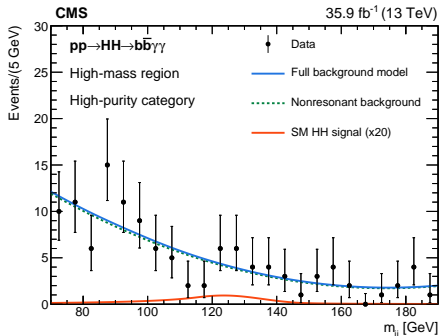 CMS 35.9 fb⁻¹ (13 TeV)
Events/(5 GeV)
30
25
20
15
10
5
0
pp→HH→bb̅γγ
High-mass region
High-purity category
Data
Full background model
Nonresonant background
SM HH signal (x20)
80 100 120 140 160 180
m_jj [GeV]